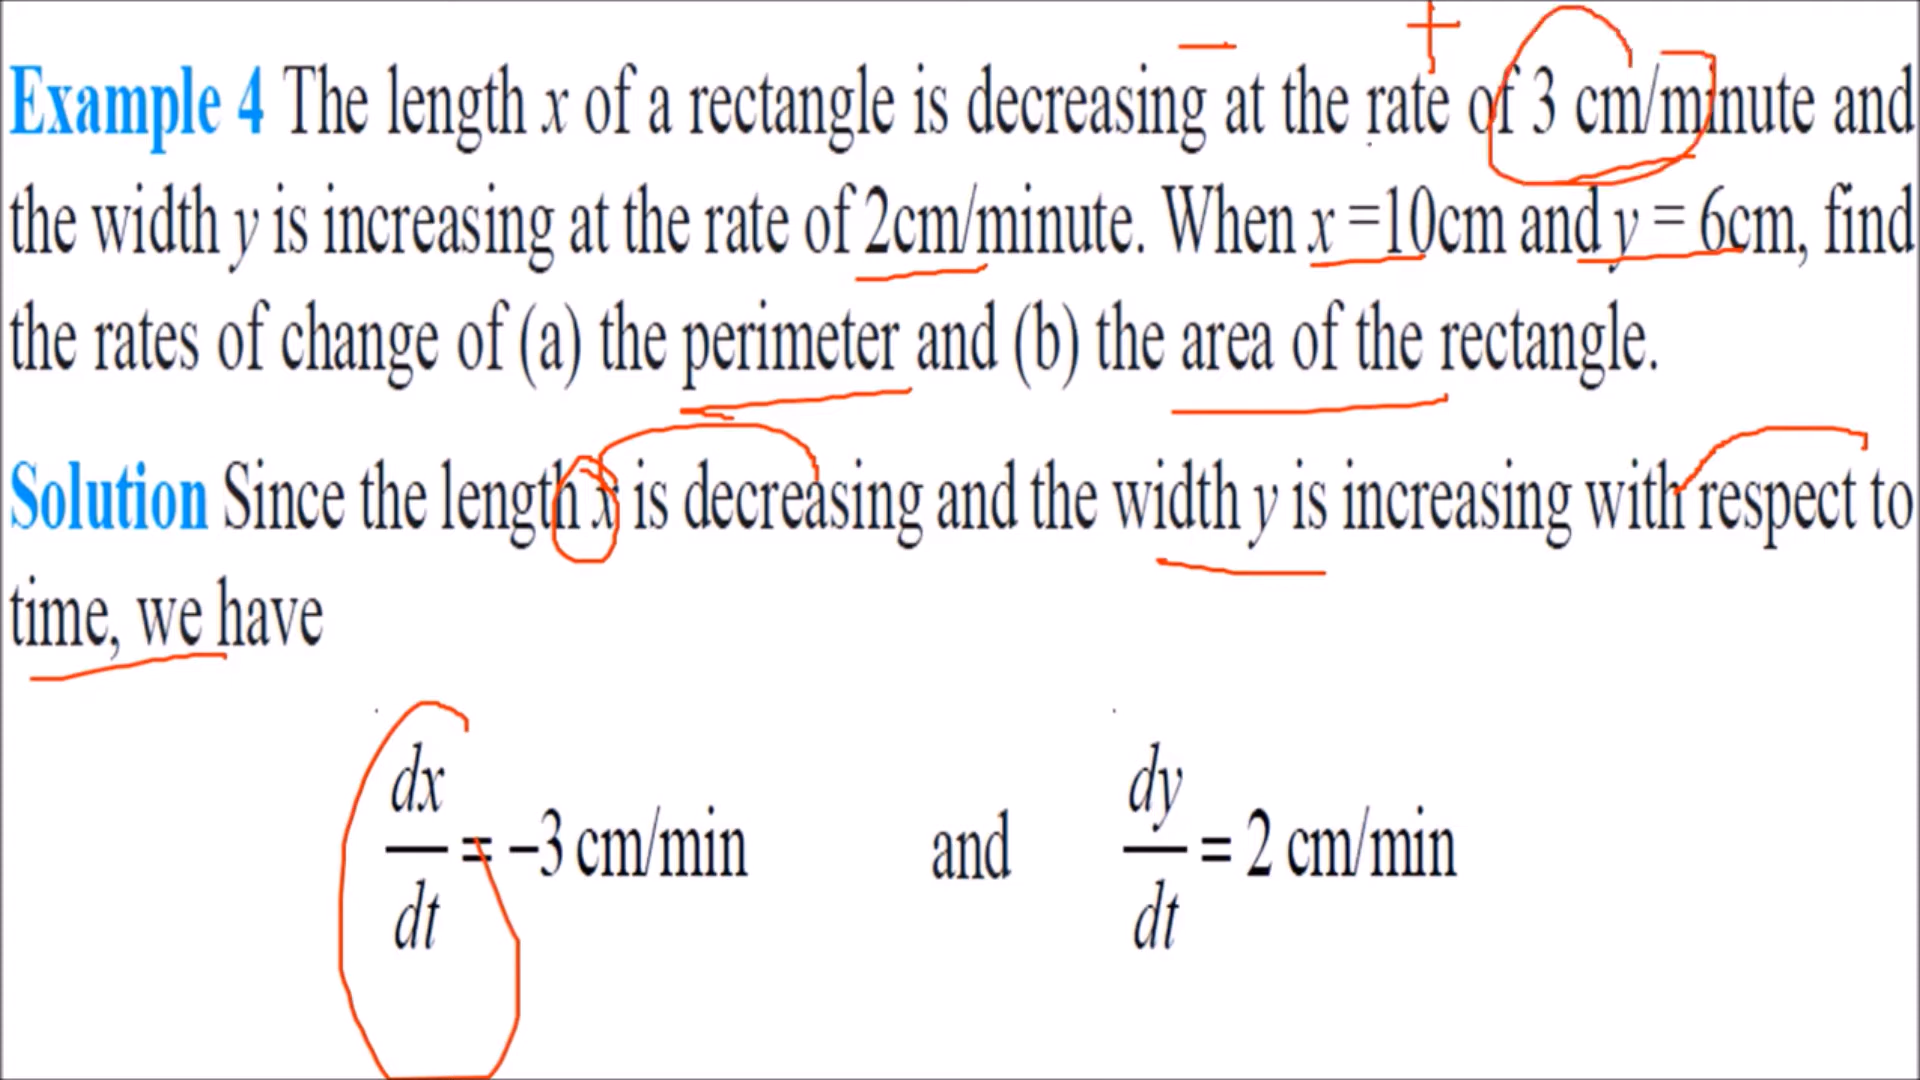 Example 4 The length x of a rectangle is decreasing at the rate of 3 cm/minute and
the width y is increasing at the rate of 2cm/minute. When x =10cm and y = 6cm, find
the rates of change of (a) the perimeter and (b) the area of the rectangle.
Solution Since the length x is decreasing and the width y is increasing with respect to
time, we have
dx/dt = –3 cm/min and dy/dt = 2 cm/min